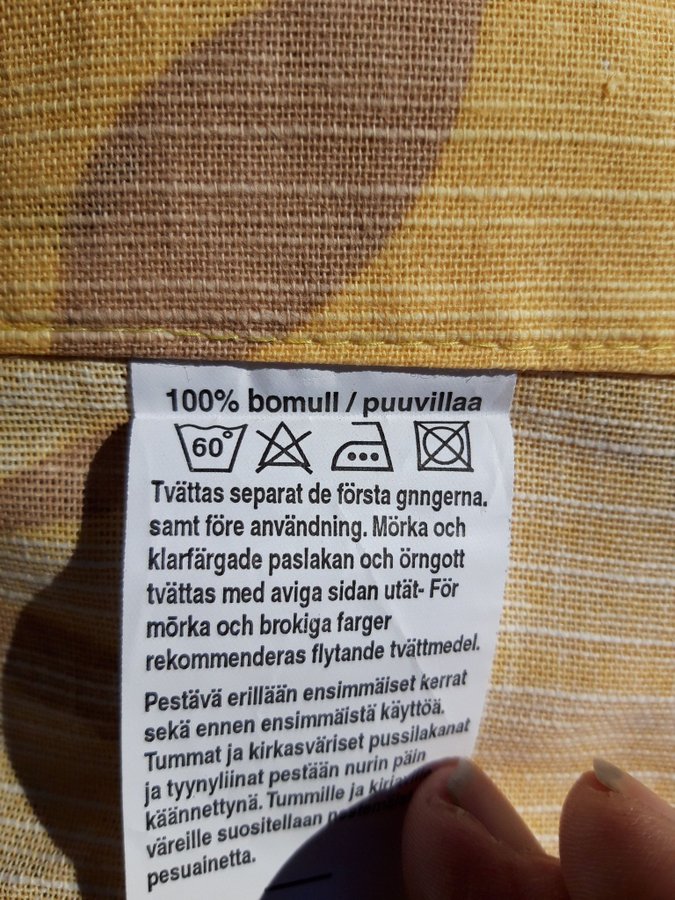 100% bomull / puuvillaa
60°
Tvättas separat de första gnngerna.
samt före användning. Mörka och
klarfärgade paslakan och örngott
tvättas med aviga sidan utät- För
mõrka och brokiga farger
rekommenderas flytande tvättmedel.
Pestävä erillään ensimmäiset kerrat
sekä ennen ensimmäistä käyttöä.
Tummat ja kirkasväriset pussilakanat
ja tyynyliinat pestään nurin päin
käännettynä. Tummille ja
väreille suositellaan
pesuainetta.